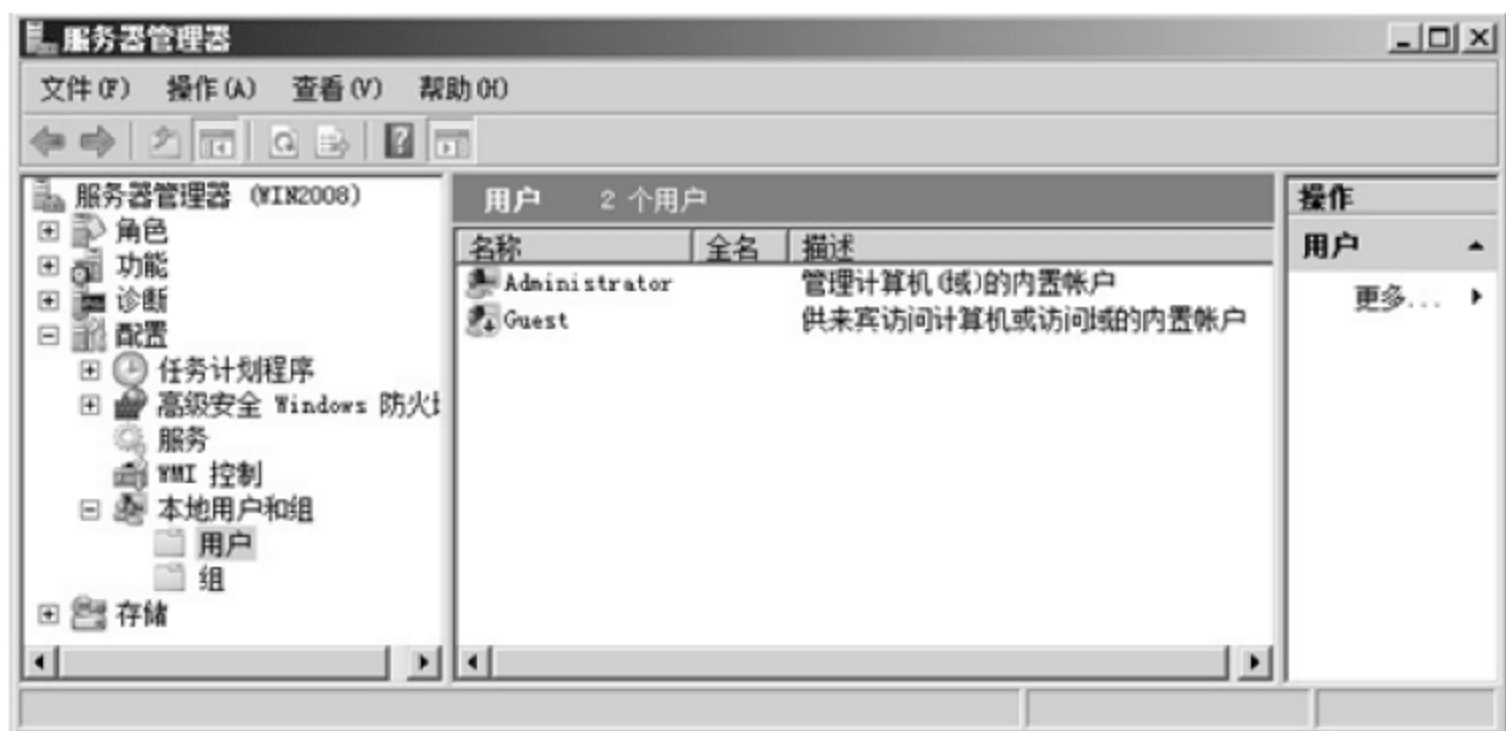 服务器管理器
文件(F) 操作(A) 查看(V) 帮助(H)
服务器管理器 (WIN2008)
角色
功能
诊断
配置
任务计划程序
高级安全 Windows 防火
服务
WMI 控制
本地用户和组
用户
组
存储
用户 2 个用户
名称 全名 描述
Administrator 管理计算机(域)的内置帐户
Guest 供来宾访问计算机或访问域的内置帐户
操作
用户
更多...